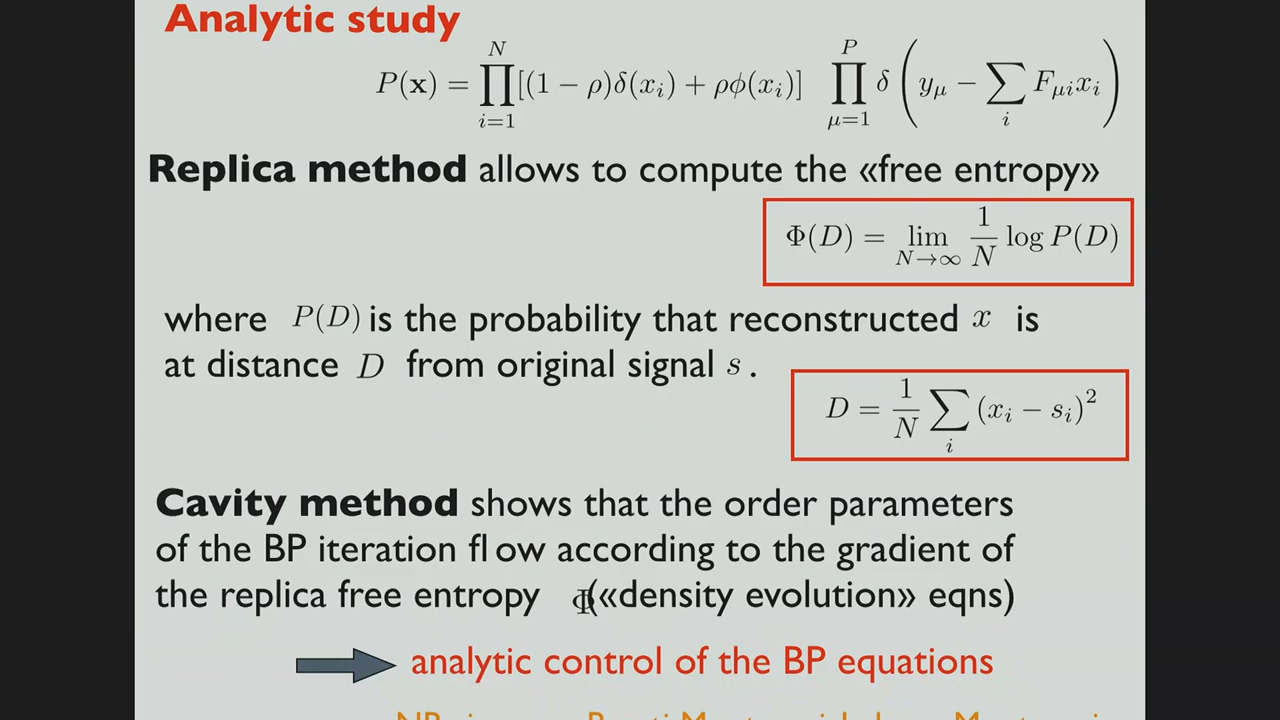 Analytic study
P(𝐱) = ∏_{i=1}^{N} [(1 − ρ)δ(x_i) + ρϕ(x_i)] ∏_{μ=1}^{P} δ ( y_μ − ∑_i F_{μi} x_i )
Replica method allows to compute the «free entropy»
Φ(D) = lim_{N→∞} 1/N log P(D)
where P(D) is the probability that reconstructed x is
at distance D from original signal s .
D = 1/N ∑_i (x_i − s_i)^2
Cavity method shows that the order parameters
of the BP iteration flow according to the gradient of
the replica free entropy Φ («density evolution» eqns)
analytic control of the BP equations